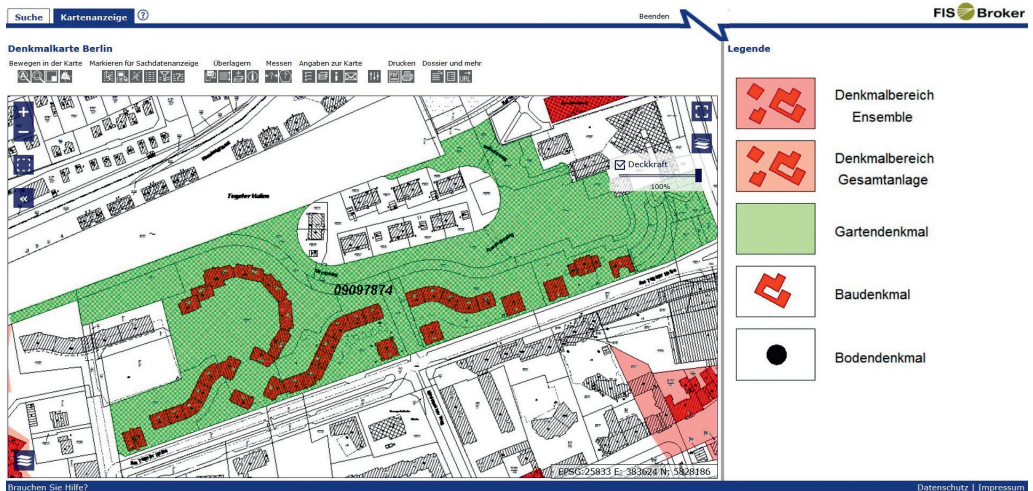 Suche Kartenanzeige ?
Beenden
FIS Broker
Denkmalkarte Berlin
Legende
Bewegen in der Karte Markieren für Sachdatenanzeige Überlagern Messen Angaben zur Karte Drucken Dossier und mehr
Denkmalbereich
Ensemble
Deckkraft
100%
Denkmalbereich
Gesamtanlage
Tegeler Hafen
Gartendenkmal
09097874
Baudenkmal
Bodendenkmal
EPSG:25833 E: 383624 N: 5828186
Brauchen Sie Hilfe?
Datenschutz | Impressum